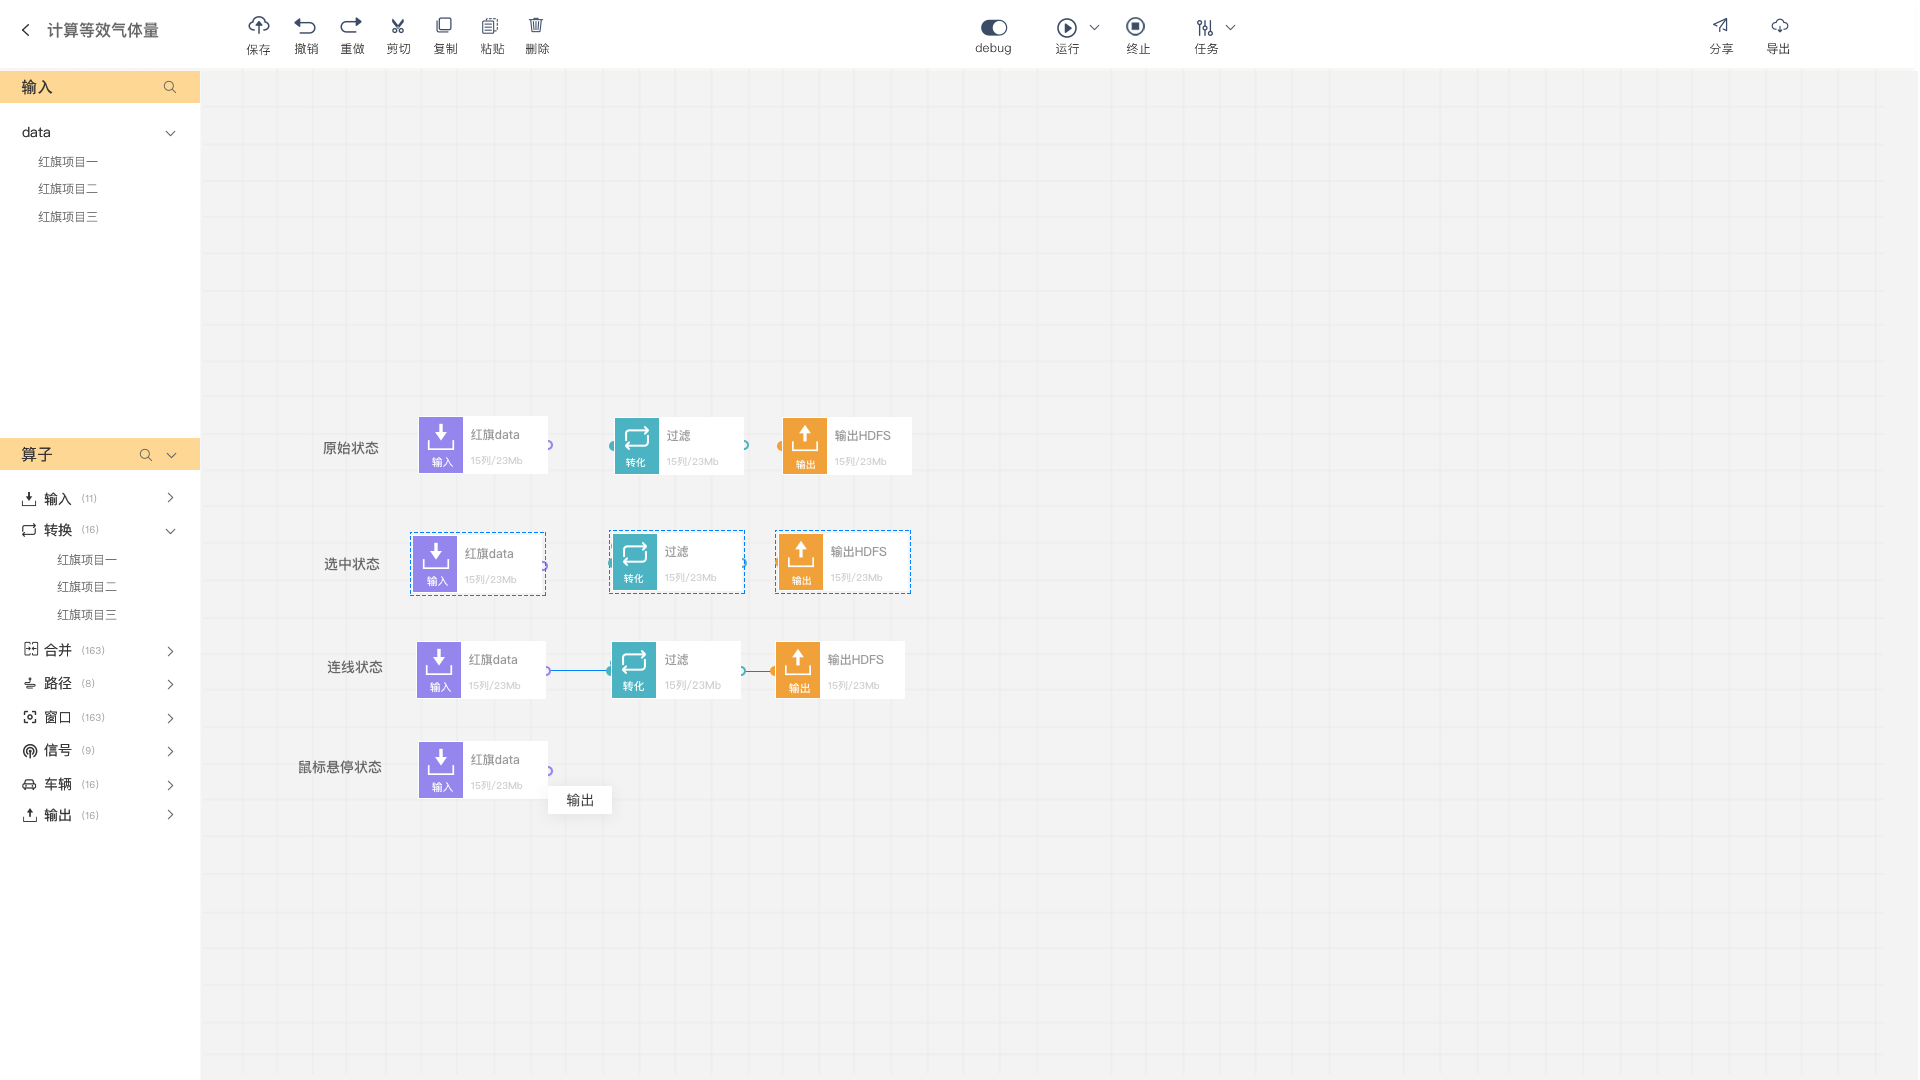 计算等效气体量
保存 撤销 重做 剪切 复制 粘贴 删除
debug 运行 终止 任务
分享 导出
输入
data
红旗项目一
红旗项目二
红旗项目三
算子
输入 (11)
转换 (16)
红旗项目一
红旗项目二
红旗项目三
合并 (163)
路径 (8)
窗口 (163)
信号 (9)
车辆 (16)
输出 (16)
原始状态
输入 红旗data
15列/23Mb
转化 过滤
15列/23Mb
输出 输出HDFS
15列/23Mb
选中状态
输入 红旗data
15列/23Mb
转化 过滤
15列/23Mb
输出 输出HDFS
15列/23Mb
连线状态
输入 红旗data
15列/23Mb
转化 过滤
15列/23Mb
输出 输出HDFS
15列/23Mb
鼠标悬停状态
输入 红旗data
15列/23Mb
输出